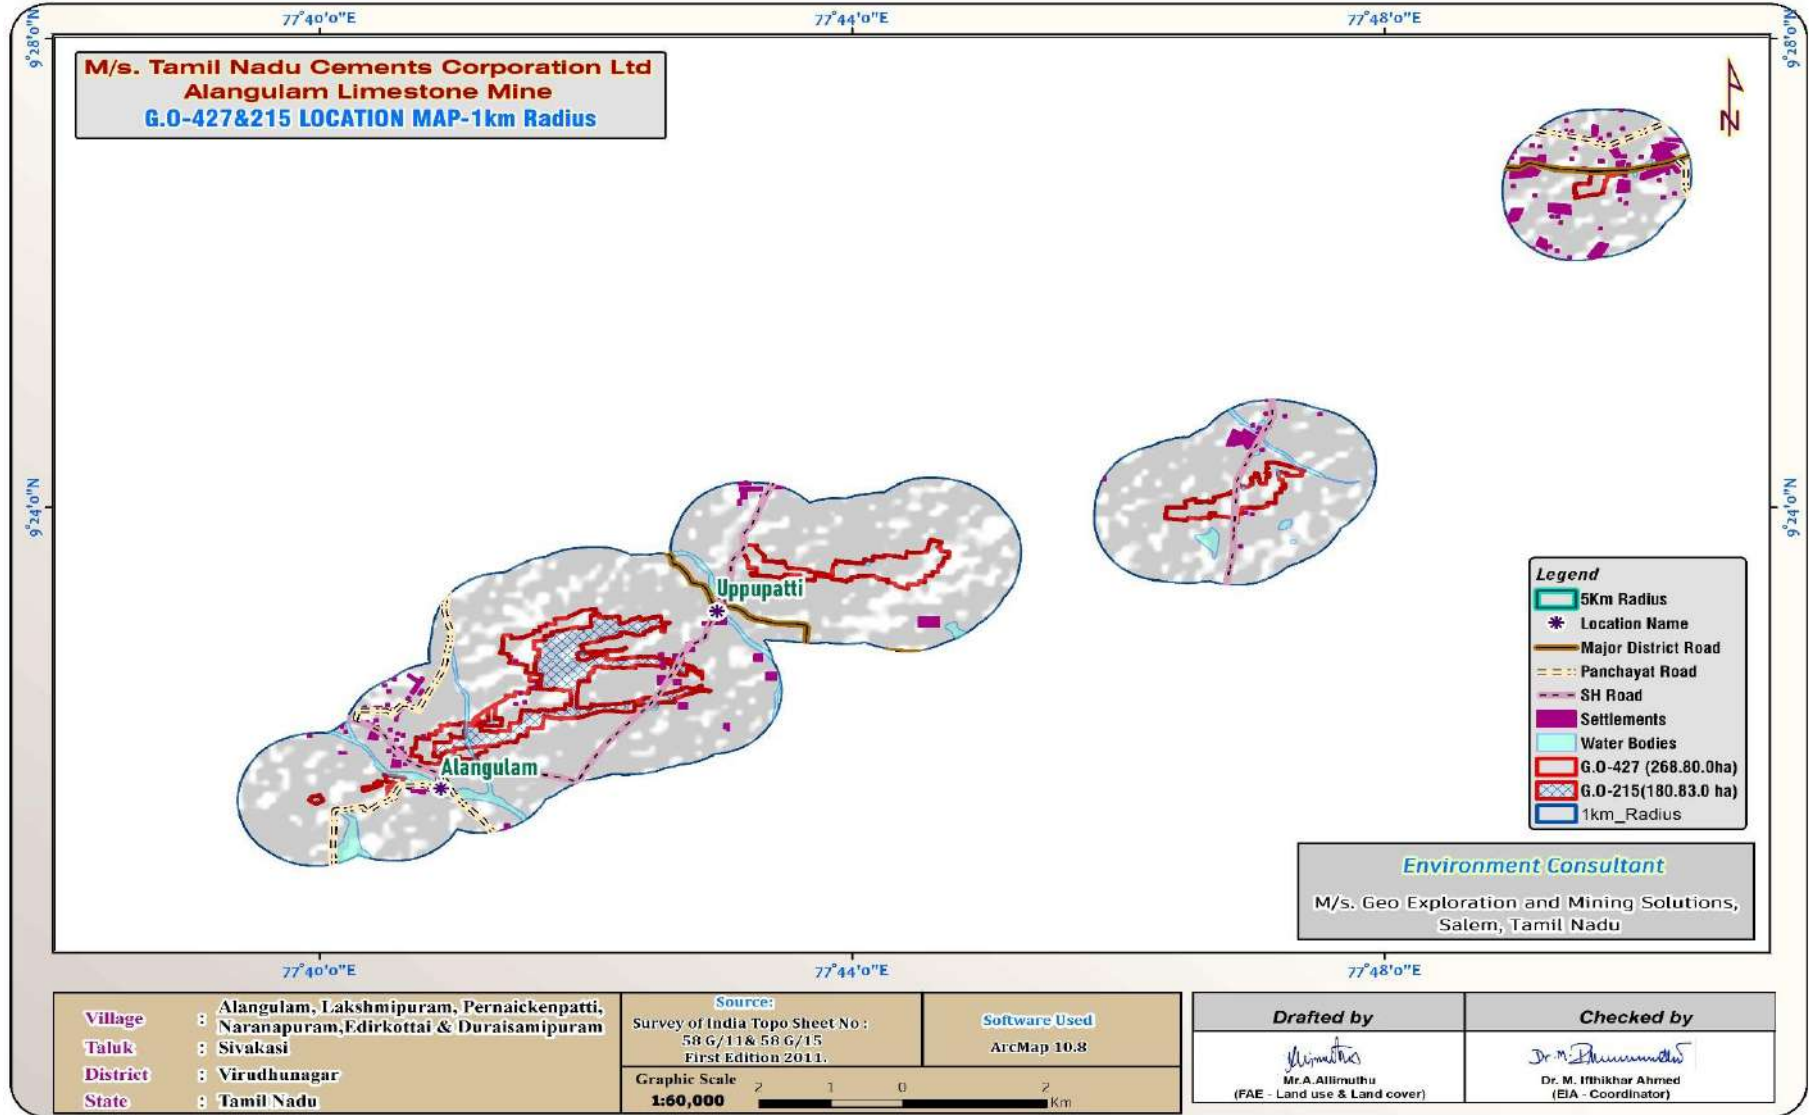 77°40'0"E 77°44'0"E 77°48'0"E
9°28'0"N 9°28'0"N
M/s. Tamil Nadu Cements Corporation Ltd
Alangulam Limestone Mine
G.O-427&215 LOCATION MAP-1km Radius
N
9°24'0"N 9°24'0"N
Uppupatti
Alangulam
Legend
5Km Radius
Location Name
Major District Road
Panchayat Road
SH Road
Settlements
Water Bodies
G.O-427 (268.80.0ha)
G.O-215(180.83.0 ha)
1km_Radius
Environment Consultant
M/s. Geo Exploration and Mining Solutions,
Salem, Tamil Nadu
77°40'0"E 77°44'0"E 77°48'0"E
Village : Alangulam, Lakshmipuram, Pernaickenpatti,
Naranapuram,Edirkottai & Duraisamipuram
Taluk : Sivakasi
District : Virudhunagar
State : Tamil Nadu
Source:
Survey of India Topo Sheet No :
58 G/11& 58 G/15
First Edition 2011.
Graphic Scale
1:60,000
2 1 0 2
Km
Software Used
ArcMap 10.8
Drafted by
Mr.A.Allimuthu
(FAE - Land use & Land cover)
Checked by
Dr. M.
Dr. M. Ifthikhar Ahmed
(EIA - Coordinator)